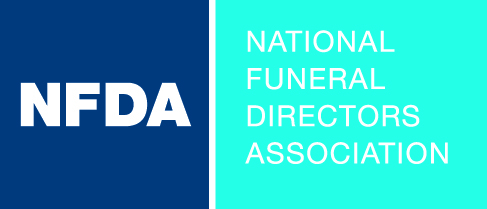 NFDA
NATIONAL
FUNERAL
DIRECTORS
ASSOCIATION